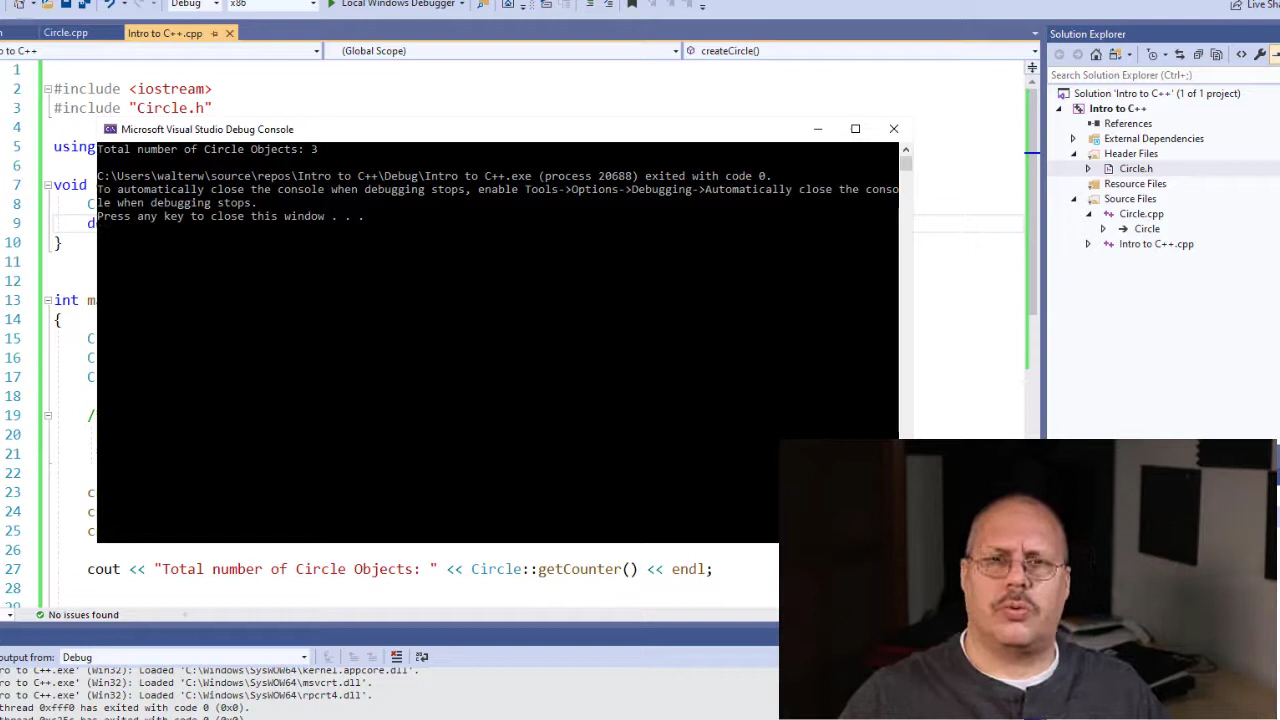 Debug
x86
Local Windows Debugger
Live Sha
Circle.cpp
Intro to C++.cpp
to C++
(Global Scope)
createCircle()
Solution Explorer
Search Solution Explorer (Ctrl+;)
Solution 'Intro to C++' (1 of 1 project)
Intro to C++
References
External Dependencies
Header Files
Circle.h
Resource Files
Source Files
Circle.cpp
Circle
Intro to C++.cpp
1
2 #include <iostream>
3 #include "Circle.h"
4
5 using
6
7 void
8 C
9 d
10 }
11
12
13 int m
14 {
15 C
16 C
17 C
18
19 /
20
21
22
23 c
24 c
25 c
26
27 cout << "Total number of Circle Objects: " << Circle::getCounter() << endl;
28
29
Microsoft Visual Studio Debug Console
Total number of Circle Objects: 3
C:\Users\walterw\source\repos\Intro to C++\Debug\Intro to C++.exe (process 20688) exited with code 0.
To automatically close the console when debugging stops, enable Tools->Options->Debugging->Automatically close the conso
le when debugging stops.
Press any key to close this window . . .
No issues found
output from: Debug
ro to C++.exe' (Win32): Loaded 'C:\Windows\SysWOW64\kernel.appcore.dll'.
ro to C++.exe' (Win32): Loaded 'C:\Windows\SysWOW64\msvcrt.dll'.
ro to C++.exe' (Win32): Loaded 'C:\Windows\SysWOW64\rpcrt4.dll'.
thread 0xfff0 has exited with code 0 (0x0).